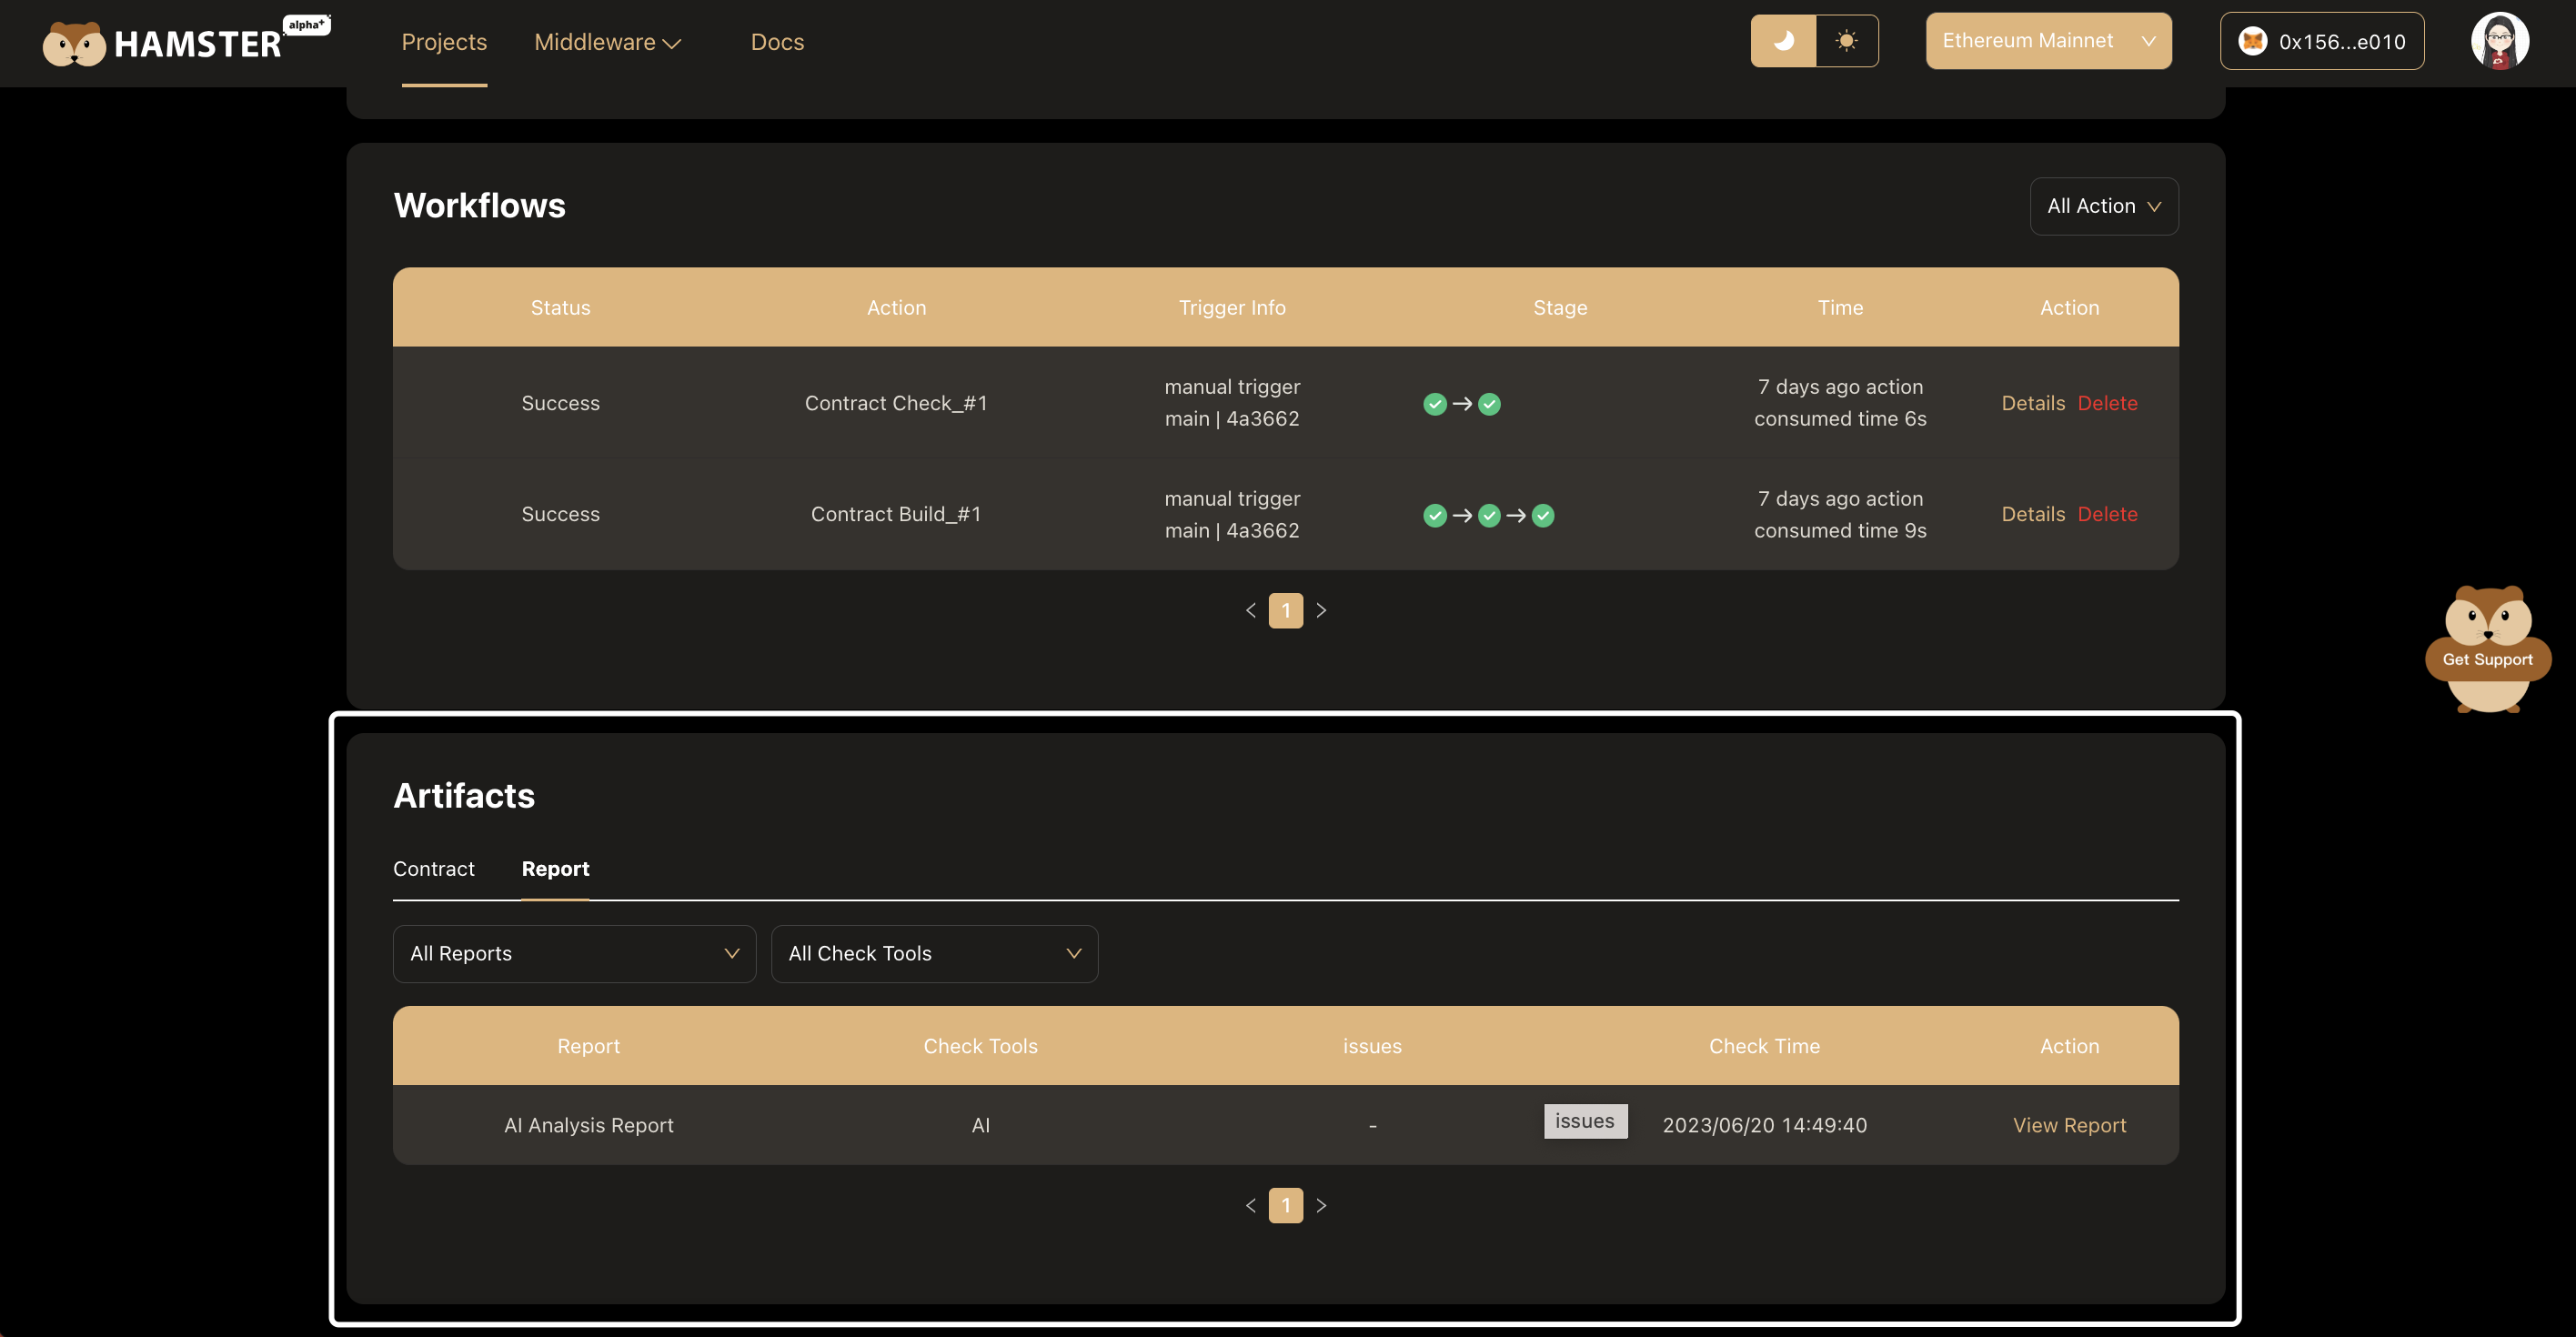 HAMSTER alpha+
Projects Middleware Docs
Ethereum Mainnet
0x156...e010
Workflows
All Action
Status Action Trigger Info Stage Time Action
Success Contract Check_#1 manual trigger 7 days ago action Details Delete
main | 4a3662 consumed time 6s
Success Contract Build_#1 manual trigger 7 days ago action Details Delete
main | 4a3662 consumed time 9s
1
Get Support
Artifacts
Contract Report
All Reports All Check Tools
Report Check Tools issues Check Time Action
AI Analysis Report AI - issues 2023/06/20 14:49:40 View Report
1